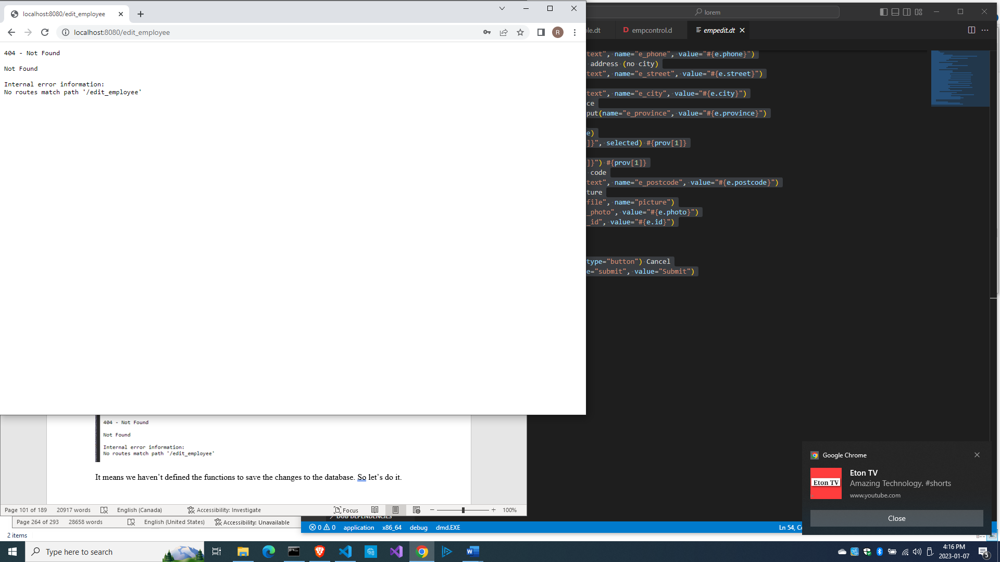 localhost:8080/edit_employee
localhost:8080/edit_employee
R
404 - Not Found
Not Found
Internal error information:
No routes match path '/edit_employee'
lorem
ble.dt
D empcontrol.d
empedit.dt
text", name="e_phone", value="#{e.phone}")
address (no city)
text", name="e_street", value="#{e.street}")
text", name="e_city", value="#{e.city}")
ce
put(name="e_province", value="#{e.province}")
e)
]}", selected) #{prov[1]}
]}") #{prov[1]}
code
text", name="e_postcode", value="#{e.postcode}")
ture
file", name="picture")
_photo", value="#{e.photo}")
_id", value="#{e.id}")
type="button") Cancel
e="submit", value="Submit")
404 - Not Found
Not Found
Internal error information:
No routes match path '/edit_employee'
It means we haven't defined the functions to save the changes to the database. So let's do it.
Page 101 of 189 20917 words English (Canada) Accessibility: Investigate Focus 100%
Page 264 of 293 28658 words English (United States) Accessibility: Unavailable
DUB DEPENDENCIES
0 0 application x86_64 debug dmd.EXE Ln 54, Co
2 items
Google Chrome
Eton TV
Eton TV
Amazing Technology. #shorts
www.youtube.com
Close
Type here to search
4:16 PM
2023-01-07
5